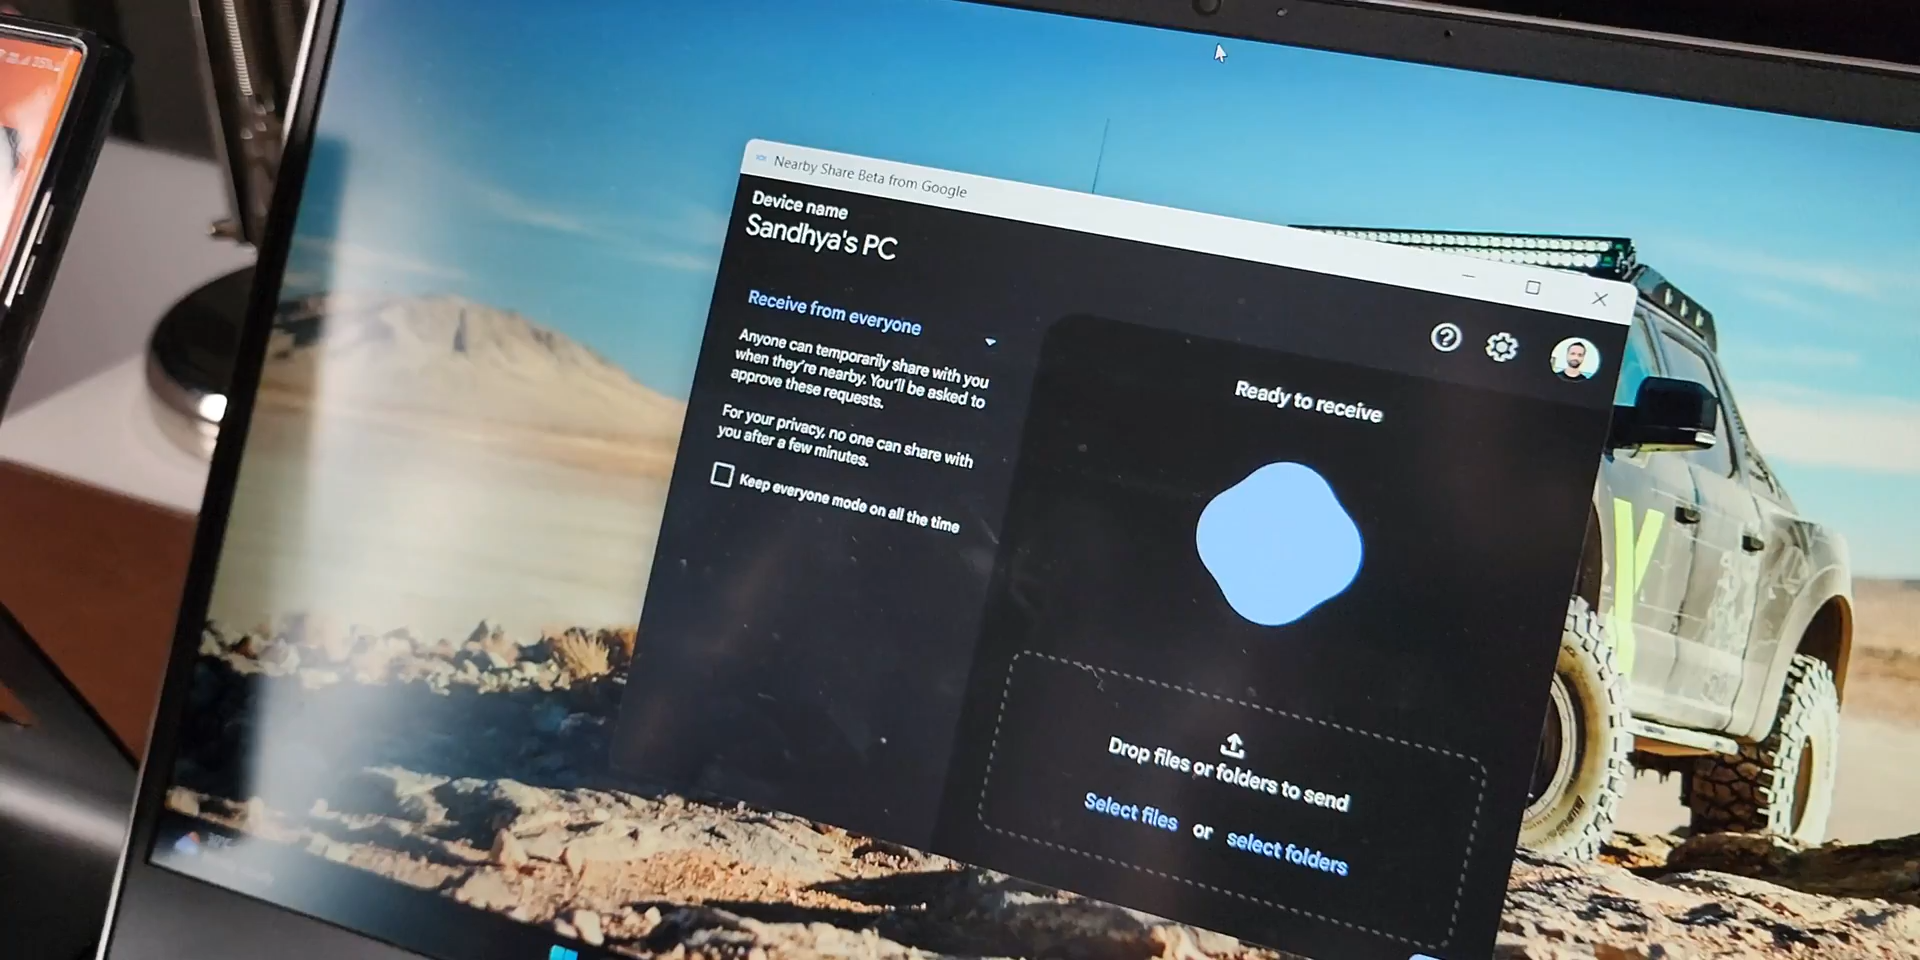 Nearby Share Beta from Google
Device name
Sandhya's PC
Receive from everyone
Anyone can temporarily share with you
when they're nearby. You'll be asked to
approve these requests.
For your privacy, no one can share with
you after a few minutes.
Keep everyone mode on all the time
Ready to receive
Drop files or folders to send
Select files or select folders